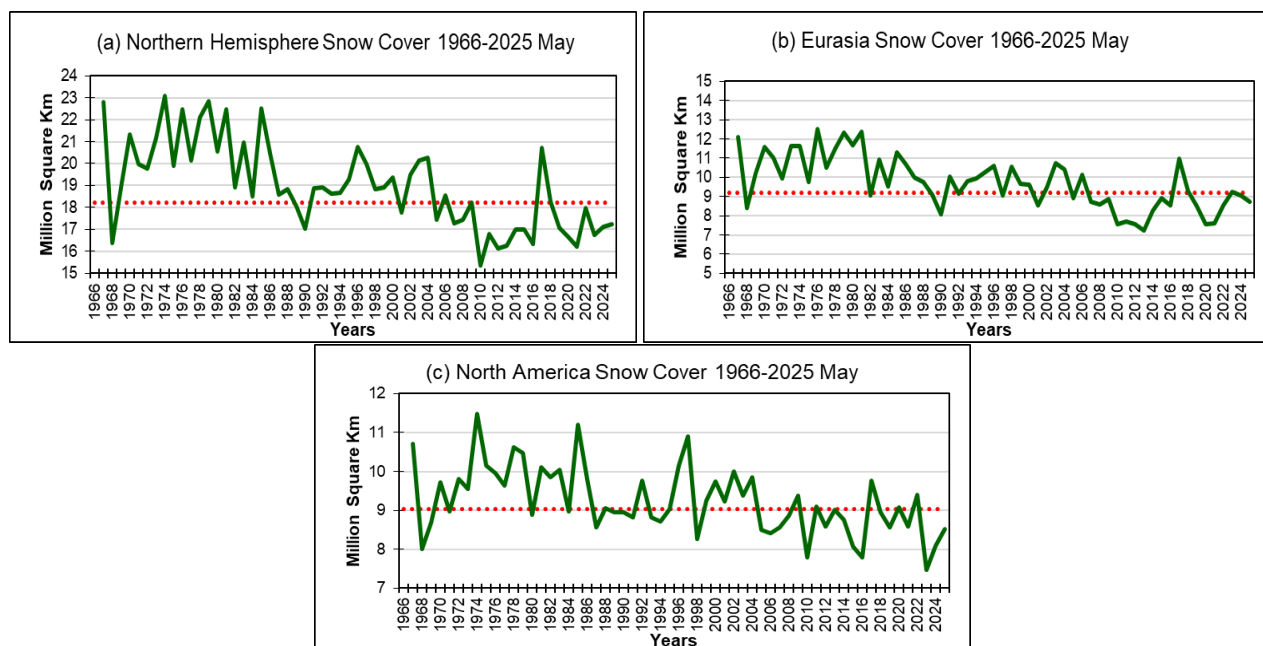 (a) Northern Hemisphere Snow Cover 1966-2025 May
Million Square Km
24
23
22
21
20
19
18
17
16
15
1966 1968 1970 1972 1974 1976 1978 1980 1982 1984 1986 1988 1990 1992 1994 1996 1998 2000 2002 2004 2006 2008 2010 2012 2014 2016 2018 2020 2022 2024
Years
(b) Eurasia Snow Cover 1966-2025 May
Million Square Km
15
14
13
12
11
10
9
8
7
6
5
1966 1968 1970 1972 1974 1976 1978 1980 1982 1984 1986 1988 1990 1992 1994 1996 1998 2000 2002 2004 2006 2008 2010 2012 2014 2016 2018 2020 2022 2024
Years
(c) North America Snow Cover 1966-2025 May
Million Square Km
12
11
10
9
8
7
1966 1968 1970 1972 1974 1976 1978 1980 1982 1984 1986 1988 1990 1992 1994 1996 1998 2000 2002 2004 2006 2008 2010 2012 2014 2016 2018 2020 2022 2024
Years